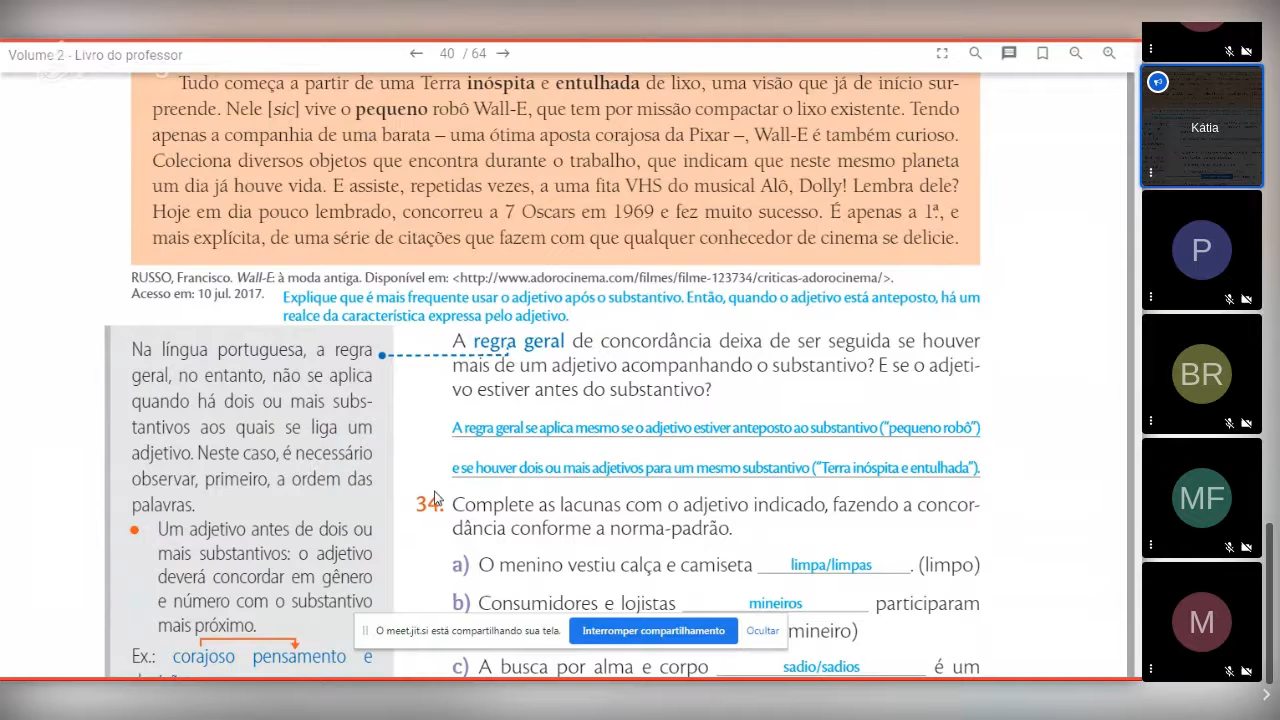 Volume 2 - Livro do professor
40 / 64
Tudo começa a partir de uma Terra inóspita e entulhada de lixo, uma visão que já de início sur-
preende. Nele [sic] vive o pequeno robô Wall-E, que tem por missão compactar o lixo existente. Tendo
apenas a companhia de uma barata – uma ótima aposta corajosa da Pixar –, Wall-E é também curioso.
Coleciona diversos objetos que encontra durante o trabalho, que indicam que neste mesmo planeta
um dia já houve vida. E assiste, repetidas vezes, a uma fita VHS do musical Alô, Dolly! Lembra dele?
Hoje em dia pouco lembrado, concorreu a 7 Oscars em 1969 e fez muito sucesso. É apenas a 1ª., e
mais explícita, de uma série de citações que fazem com que qualquer conhecedor de cinema se delicie.
RUSSO, Francisco. Wall-E: à moda antiga. Disponível em: <http://www.adorocinema.com/filmes/filme-123734/criticas-adorocinema/>.
Acesso em: 10 jul. 2017.
Explique que é mais frequente usar o adjetivo após o substantivo. Então, quando o adjetivo está anteposto, há um
realce da característica expressa pelo adjetivo.
Na língua portuguesa, a regra
geral, no entanto, não se aplica
quando há dois ou mais subs-
tantivos aos quais se liga um
adjetivo. Neste caso, é necessário
observar, primeiro, a ordem das
palavras.
Um adjetivo antes de dois ou
mais substantivos: o adjetivo
deverá concordar em gênero
e número com o substantivo
mais próximo.
Ex.: corajoso pensamento e
A regra geral de concordância deixa de ser seguida se houver
mais de um adjetivo acompanhando o substantivo? E se o adjeti-
vo estiver antes do substantivo?
A regra geral se aplica mesmo se o adjetivo estiver anteposto ao substantivo ("pequeno robô")
e se houver dois ou mais adjetivos para um mesmo substantivo ("Terra inóspita e entulhada").
34. Complete as lacunas com o adjetivo indicado, fazendo a concor-
dância conforme a norma-padrão.
a) O menino vestiu calça e camiseta limpa/limpas. (limpo)
b) Consumidores e lojistas mineiros participaram
mineiro)
c) A busca por alma e corpo sadio/sadios é um
O meet.jit.si está compartilhando sua tela.
Interromper compartilhamento
Ocultar
Kátia
P
BR
MF
M